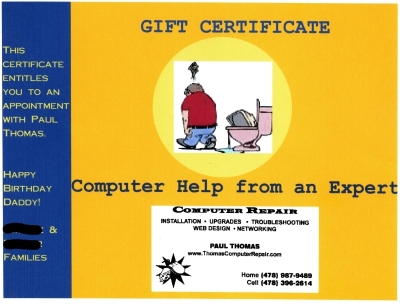 GIFT CERTIFICATE
THIS
CERTIFICATE
ENTITLES
YOU TO AN
APPOINTMENT
WITH PAUL
THOMAS.
HAPPY
BIRTHDAY
DADDY!
&
FAMILIES
Computer Help from an Expert
COMPUTER REPAIR
INSTALLATION • UPGRADES • TROUBLESHOOTING
WEB DESIGN • NETWORKING
PAUL THOMAS
www.ThomasComputerRepair.com
Home (478) 987-9489
Cell (478) 396-2614